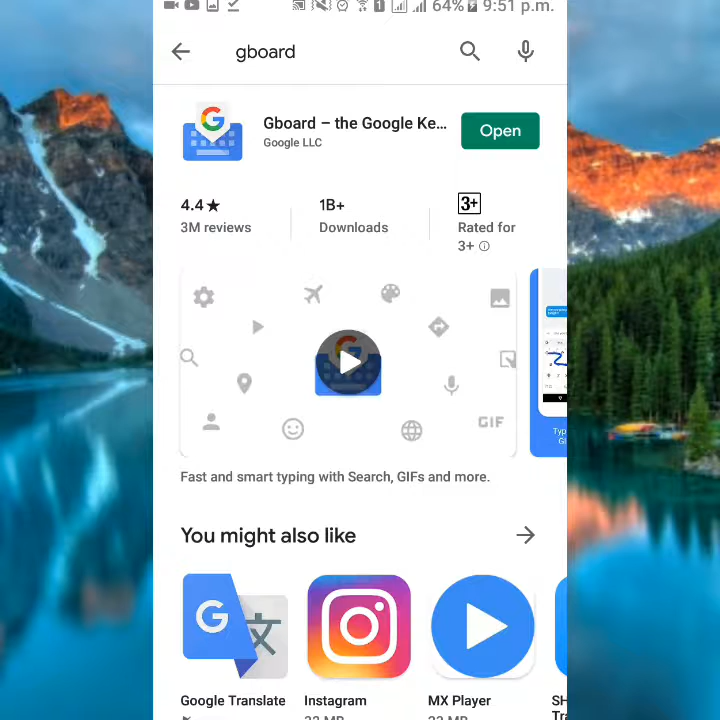 64% 9:51 p.m.
gboard
Gboard – the Google Ke...
Google LLC
Open
4.4★ 1B+ 3+
3M reviews Downloads Rated for
3+
GIF
Fast and smart typing with Search, GIFs and more.
You might also like
Google Translate Instagram MX Player SH